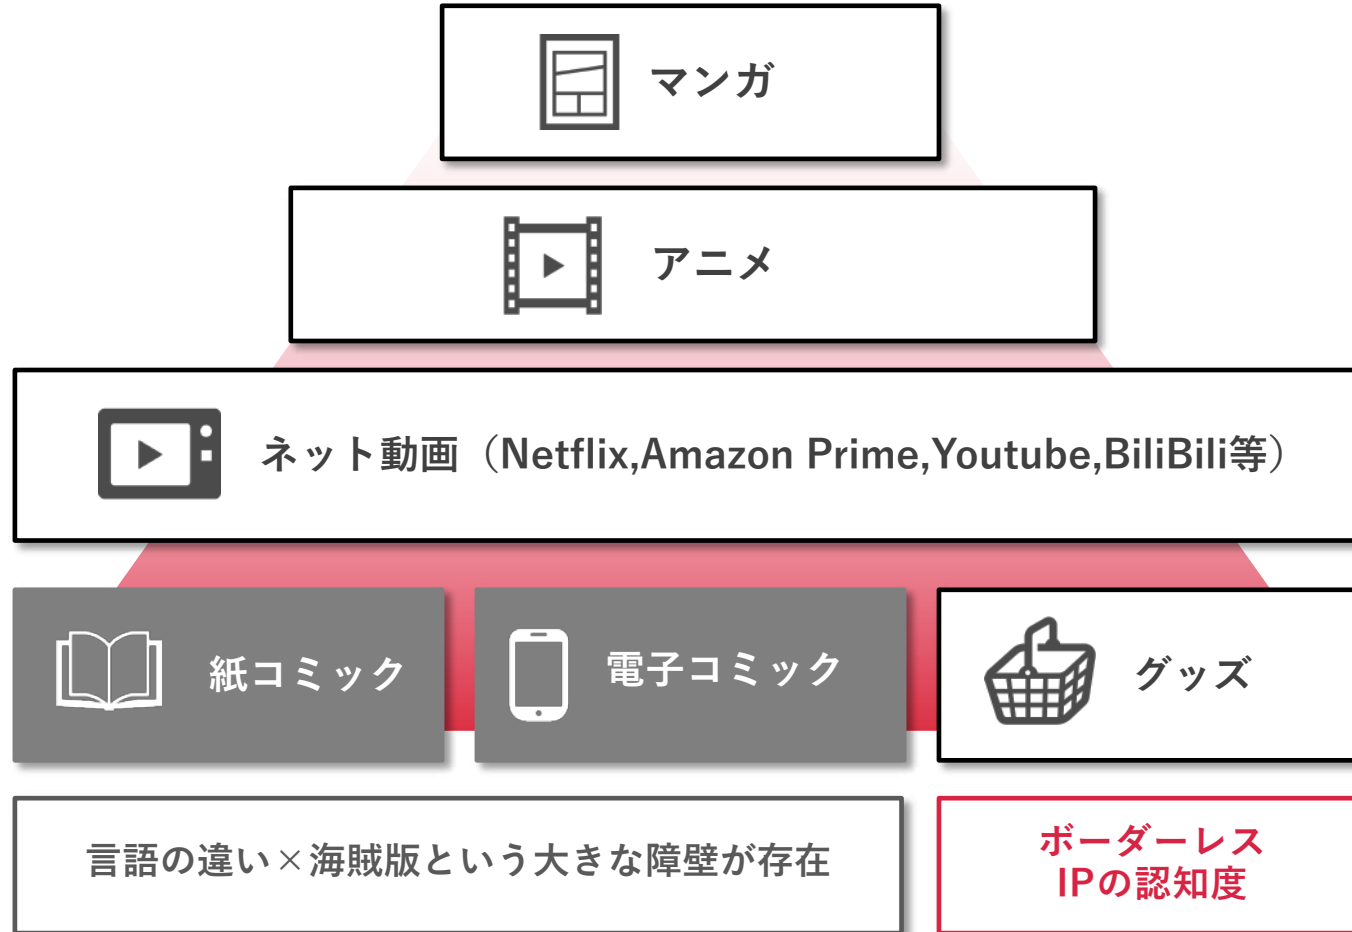 マンガ
アニメ
ネット動画（Netflix,Amazon Prime,Youtube,BiliBili等）
紙コミック
電子コミック
グッズ
言語の違い×海賊版という大きな障壁が存在
ボーダーレス
IPの認知度